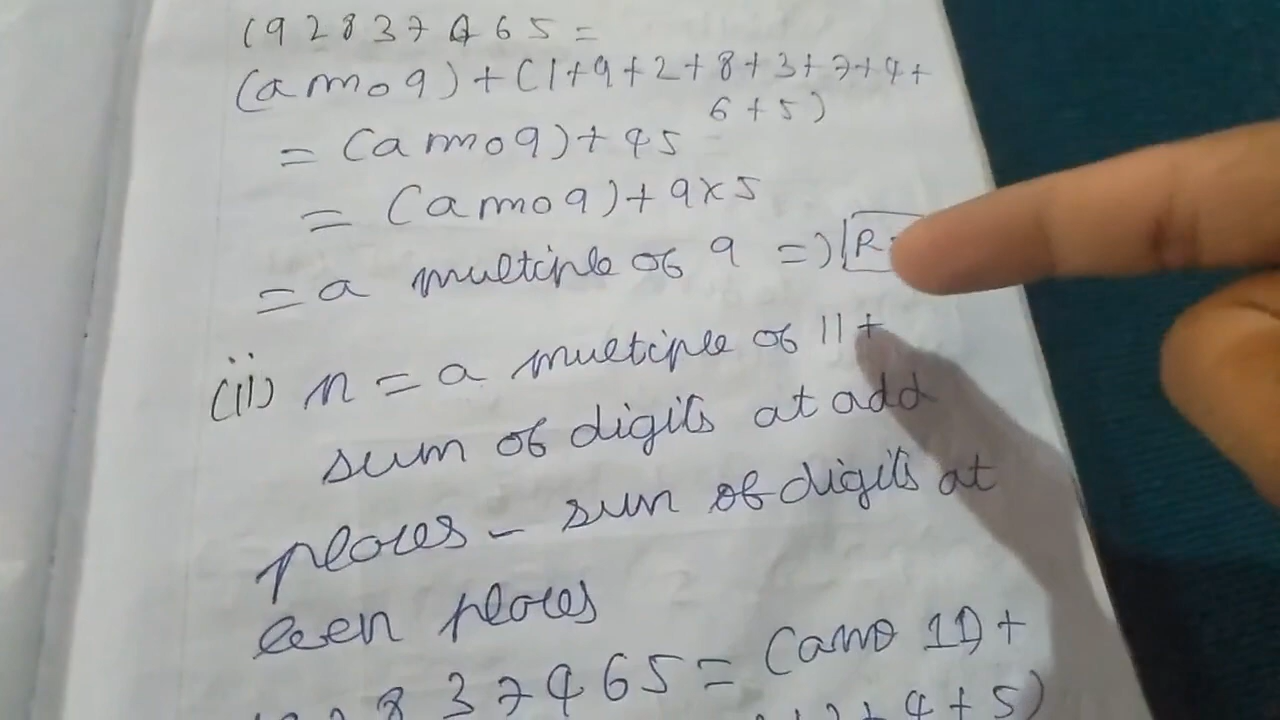 192837465 =
(a mo 9) + (1+9+2+8+3+7+4+
6+5)
= (a mo 9) + 45
= (a mo 9) + 9x5
= a multiple of 9 => R
(ii) n = a multiple of 11 +
sum of digits at odd
places - sum of digits at
even places
837465 = (a mo 11) +
+ 4 + 5)